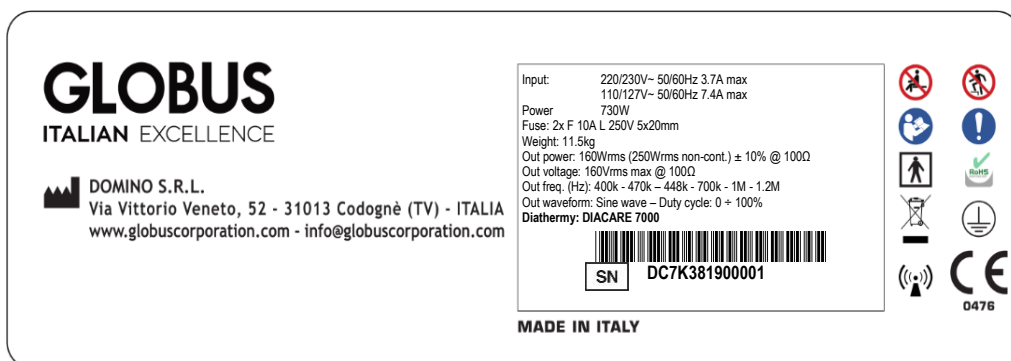 GLOBUS
ITALIAN EXCELLENCE
DOMINO S.R.L.
Via Vittorio Veneto, 52 - 31013 Codognè (TV) - ITALIA
www.globuscorporation.com - info@globuscorporation.com
Input: 220/230V~ 50/60Hz 3.7A max
110/127V~ 50/60Hz 7.4A max
Power 730W
Fuse: 2x F 10A L 250V 5x20mm
Weight: 11.5kg
Out power: 160Wrms (250Wrms non-cont.) ± 10% @ 100Ω
Out voltage: 160Vrms max @ 100Ω
Out freq. (Hz): 400k - 470k – 448k - 700k - 1M - 1.2M
Out waveform: Sine wave – Duty cycle: 0 ÷ 100%
Diathermy: DIACARE 7000
SN DC7K381900001
MADE IN ITALY
RoHS
CE
0476